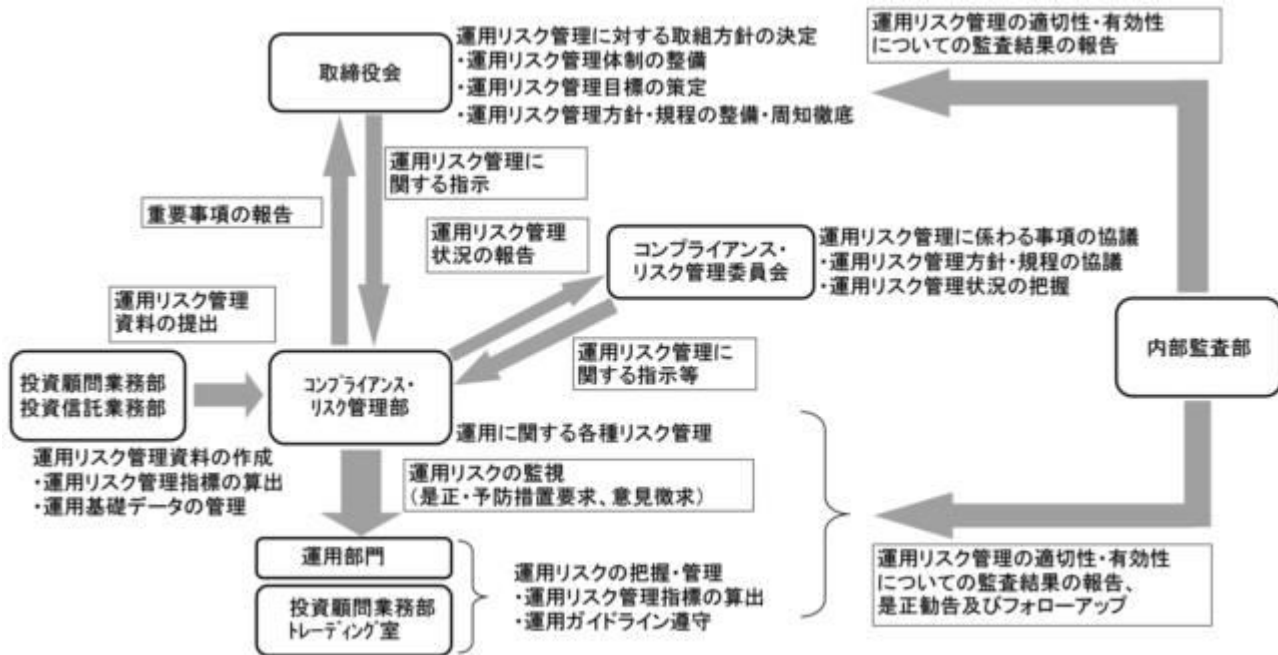 取締役会
運用リスク管理に対する取組方針の決定
・運用リスク管理体制の整備
・運用リスク管理目標の策定
・運用リスク管理方針・規程の整備・周知徹底
運用リスク管理の適切性・有効性
についての監査結果の報告
運用リスク管理に
関する指示
重要事項の報告
運用リスク管理
状況の報告
コンプライアンス・
リスク管理委員会
運用リスク管理に係わる事項の協議
・運用リスク管理方針・規程の協議
・運用リスク管理状況の把握
運用リスク管理
資料の提出
内部監査部
運用リスク管理に
関する指示等
投資顧問業務部
投資信託業務部
コンプライアンス・
リスク管理部
運用に関する各種リスク管理
運用リスク管理資料の作成
・運用リスク管理指標の算出
・運用基礎データの管理
運用リスクの監視
(是正・予防措置要求、意見徴求)
運用部門
投資顧問業務部
トレーディング室
運用リスクの把握・管理
・運用リスク管理指標の算出
・運用ガイドライン遵守
運用リスク管理の適切性・有効性
についての監査結果の報告、
是正勧告及びフォローアップ